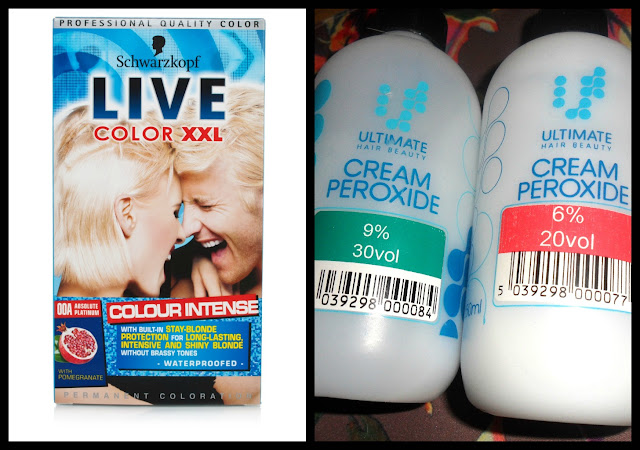 PROFESSIONAL QUALITY COLOR
Schwarzkopf
LIVE
COLOR XXL
COLOUR INTENSE
00A ABSOLUTE
PLATINUM
WITH BUILT-IN STAY-BLONDE
PROTECTION FOR LONG-LASTING,
INTENSIVE AND SHINY BLONDE
WITHOUT BRASSY TONES
- WATERPROOFED -
WITH
POMEGRANATE
ULTIMATE
HAIR BEAUTY
CREAM
PEROXIDE
9%
30vol
039298 000084
ULTIMATE
HAIR BEAUTY
CREAM
PEROXIDE
6%
20vol
5 039298 000077